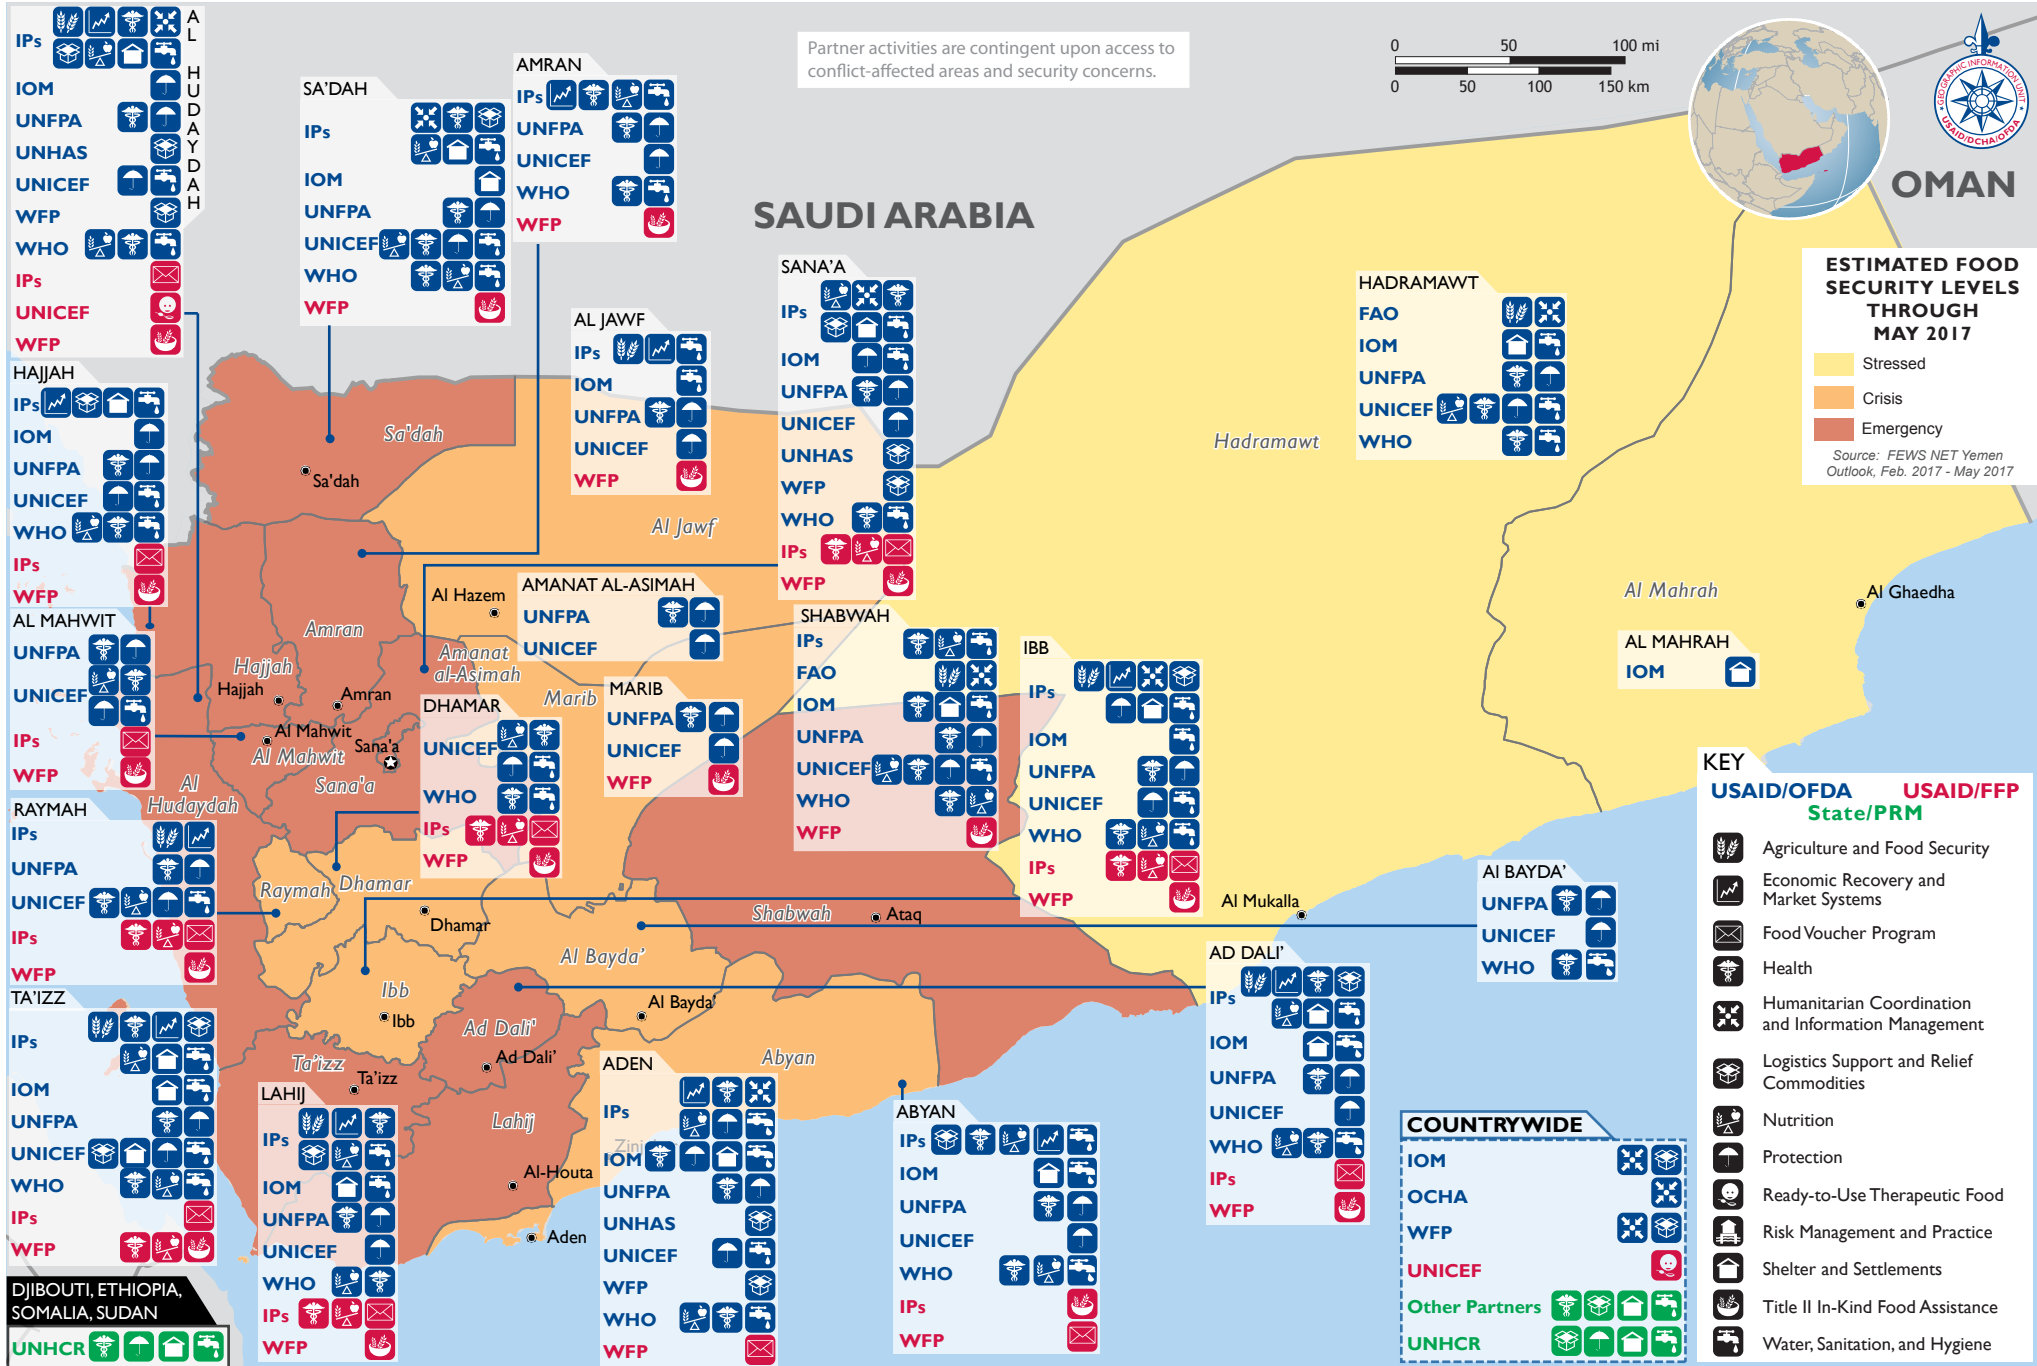 Partner activities are contingent upon access to
conflict-affected areas and security concerns.
0 50 100 mi
0 50 100 150 km
GEOGRAPHIC INFORMATION UNIT
USAID/DCHA/OFDA
SAUDI ARABIA
OMAN
AL HUDAYDAH
IPs
IOM
UNFPA
UNHAS
UNICEF
WFP
WHO
IPs
UNICEF
WFP
SA'DAH
IPs
IOM
UNFPA
UNICEF
WHO
WFP
AMRAN
IPs
UNFPA
UNICEF
WHO
WFP
AL JAWF
IPs
IOM
UNFPA
UNICEF
WFP
SANA'A
IPs
IOM
UNFPA
UNICEF
UNHAS
WFP
WHO
IPs
WFP
HADRAMAWT
FAO
IOM
UNFPA
UNICEF
WHO
ESTIMATED FOOD
SECURITY LEVELS
THROUGH
MAY 2017
Stressed
Crisis
Emergency
Source: FEWS NET Yemen
Outlook, Feb. 2017 - May 2017
HAJJAH
IPs
IOM
UNFPA
UNICEF
WHO
IPs
WFP
AL MAHWIT
UNFPA
UNICEF
IPs
WFP
RAYMAH
IPs
UNFPA
UNICEF
IPs
WFP
TA'IZZ
IPs
IOM
UNFPA
UNICEF
WHO
IPs
WFP
DJIBOUTI, ETHIOPIA,
SOMALIA, SUDAN
UNHCR
AMANAT AL-ASIMAH
UNFPA
UNICEF
MARIB
UNFPA
UNICEF
WFP
DHAMAR
UNICEF
WHO
IPs
WFP
SHABWAH
IPs
FAO
IOM
UNFPA
UNICEF
WHO
WFP
IBB
IPs
IOM
UNFPA
UNICEF
WHO
IPs
WFP
AL MAHRAH
IOM
Al BAYDA'
UNFPA
UNICEF
WHO
AD DALI'
IPs
IOM
UNFPA
UNICEF
WHO
IPs
WFP
LAHIJ
IPs
IOM
UNFPA
UNICEF
WHO
IPs
WFP
ADEN
IPs
IOM
UNFPA
UNHAS
UNICEF
WFP
WHO
WFP
ABYAN
IPs
IOM
UNFPA
UNICEF
WHO
IPs
WFP
COUNTRYWIDE
IOM
OCHA
WFP
UNICEF
Other Partners
UNHCR
KEY
USAID/OFDA USAID/FFP
State/PRM
Agriculture and Food Security
Economic Recovery and
Market Systems
Food Voucher Program
Health
Humanitarian Coordination
and Information Management
Logistics Support and Relief
Commodities
Nutrition
Protection
Ready-to-Use Therapeutic Food
Risk Management and Practice
Shelter and Settlements
Title II In-Kind Food Assistance
Water, Sanitation, and Hygiene
Sa'dah
Sa'dah
Al Jawf
Hadramawt
Al Hazem
Al Mahrah
Al Ghaedha
Amran
Amanat
al-Asimah
Hajjah
Hajjah
Amran
Marib
Al Mahwit
Al Mahwit
Sana'a
Sana'a
Al
Hudaydah
Raymah
Dhamar
Dhamar
Shabwah
Ataq
Al Mukalla
Al Bayda'
Al Bayda'
Ibb
Ibb
Ad Dali'
Ad Dali'
Abyan
Ta'izz
Ta'izz
Lahij
Al-Houta
Aden